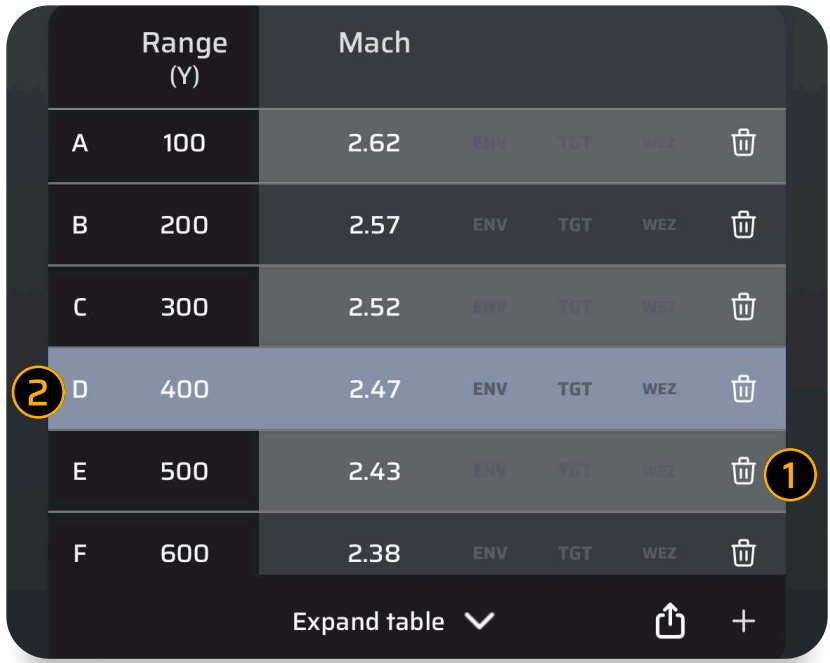 Range Mach
(Y)
A 100 2.62 ENV TGT WEZ
B 200 2.57 ENV TGT WEZ
C 300 2.52 ENV TGT WEZ
2 D 400 2.47 ENV TGT WEZ
E 500 2.43 ENV TGT WEZ 1
F 600 2.38 ENV TGT WEZ
Expand table